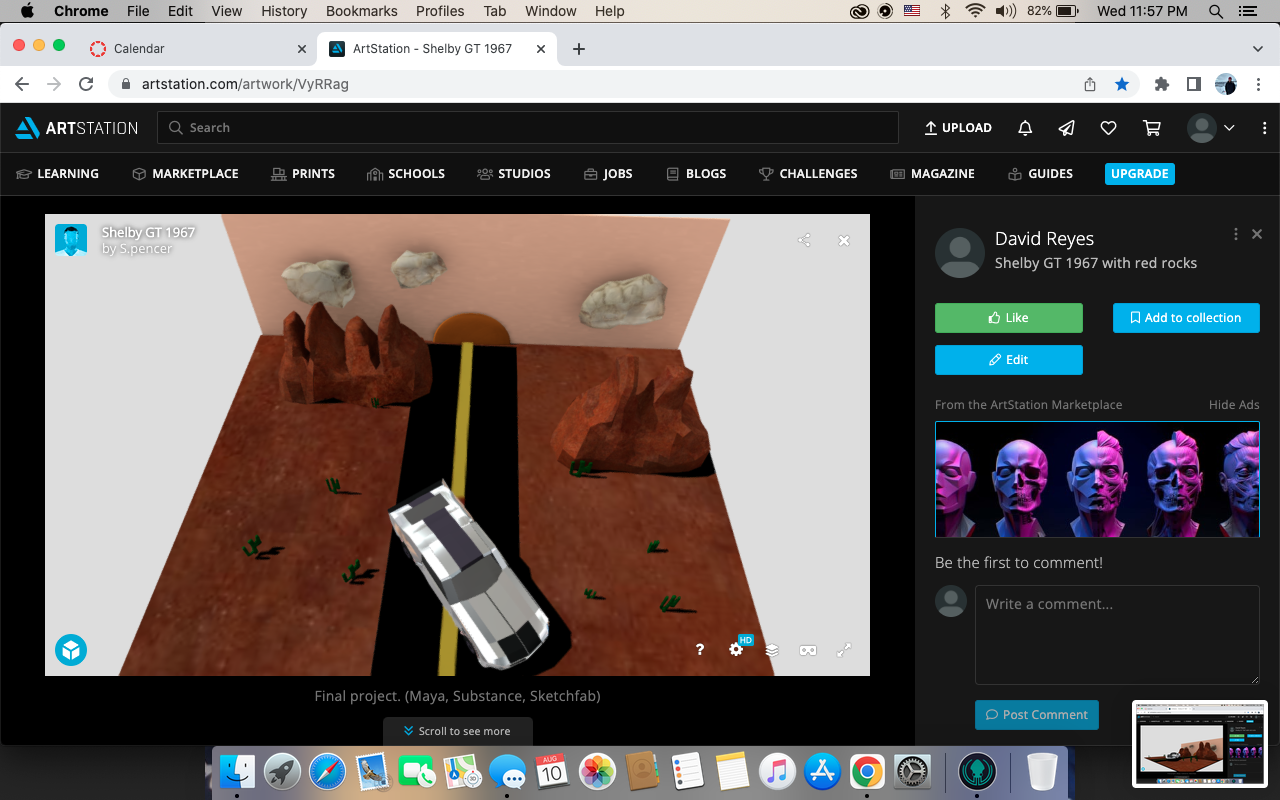 Chrome File Edit View History Bookmarks Profiles Tab Window Help 82% Wed 11:57 PM
Calendar ArtStation - Shelby GT 1967
artstation.com/artwork/VyRRag
ARTSTATION Search UPLOAD
LEARNING MARKETPLACE PRINTS SCHOOLS STUDIOS JOBS BLOGS CHALLENGES MAGAZINE GUIDES UPGRADE
Shelby GT 1967
by S.pencer
HD
Final project. (Maya, Substance, Sketchfab)
Scroll to see more
David Reyes
Shelby GT 1967 with red rocks
Like Add to collection
Edit
From the ArtStation Marketplace Hide Ads
Be the first to comment!
Write a comment...
Post Comment
AUG
10